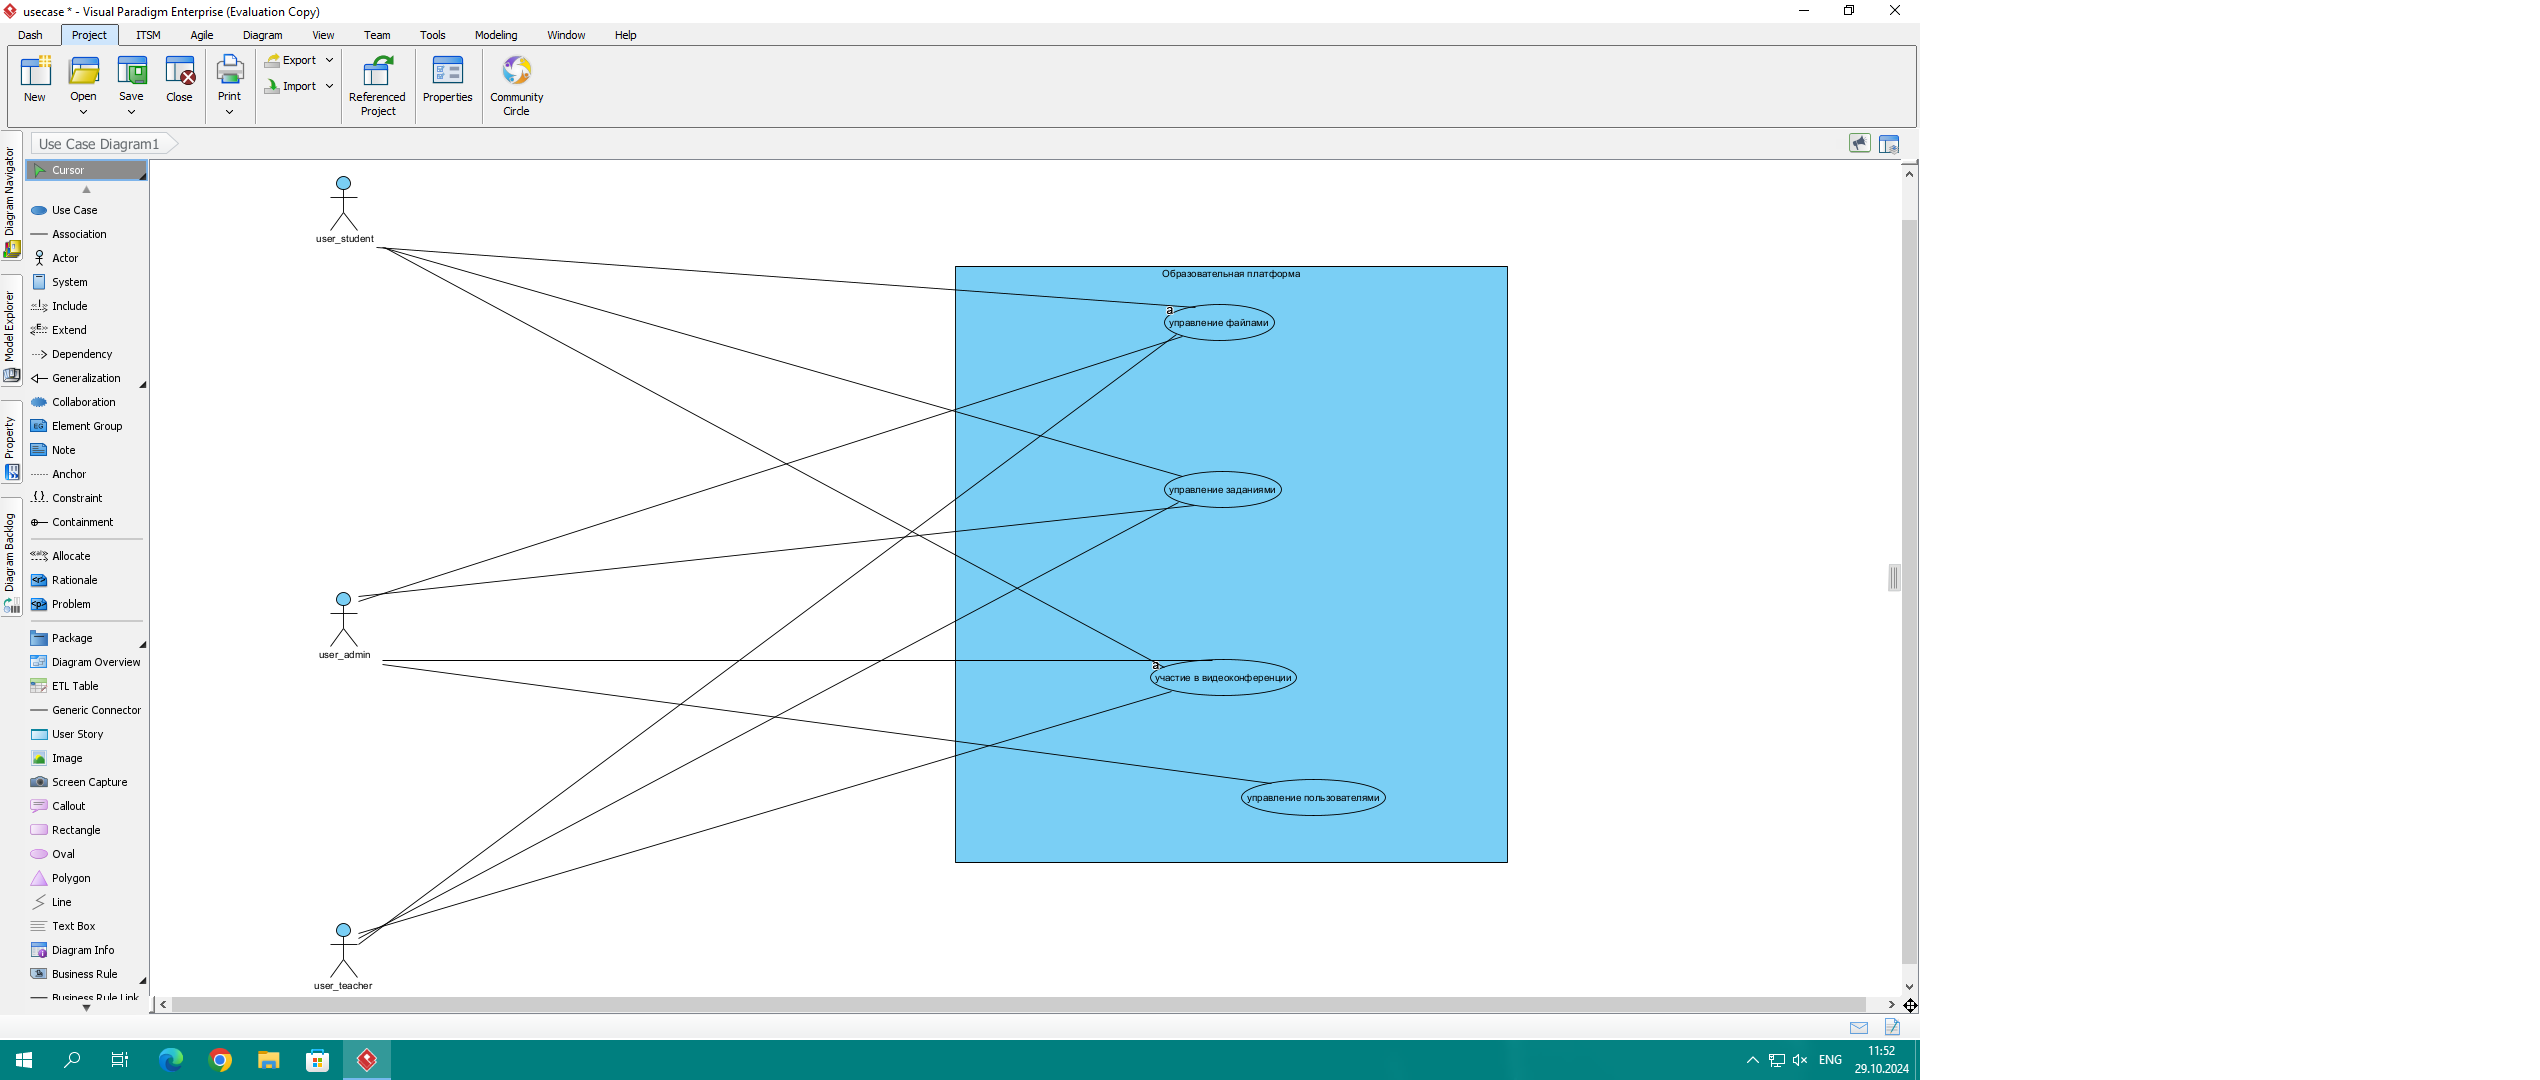 usecase * - Visual Paradigm Enterprise (Evaluation Copy)
Dash Project ITSM Agile Diagram View Team Tools Modeling Window Help
New Open Save Close Print Export Import Referenced Project Properties Community Circle
Use Case Diagram1
Diagram Navigator
Model Explorer
Property
Diagram Backlog
Cursor
Use Case
Association
Actor
System
Include
Extend
Dependency
Generalization
Collaboration
Element Group
Note
Anchor
Constraint
Containment
Allocate
Rationale
Problem
Package
Diagram Overview
ETL Table
Generic Connector
User Story
Image
Screen Capture
Callout
Rectangle
Oval
Polygon
Line
Text Box
Diagram Info
Business Rule
Business Rule Link
user_student
Образовательная платформа
a
управление файлами
управление заданиями
user_admin
a
участие в видеоконференции
управление пользователями
user_teacher
ENG
11:52
29.10.2024